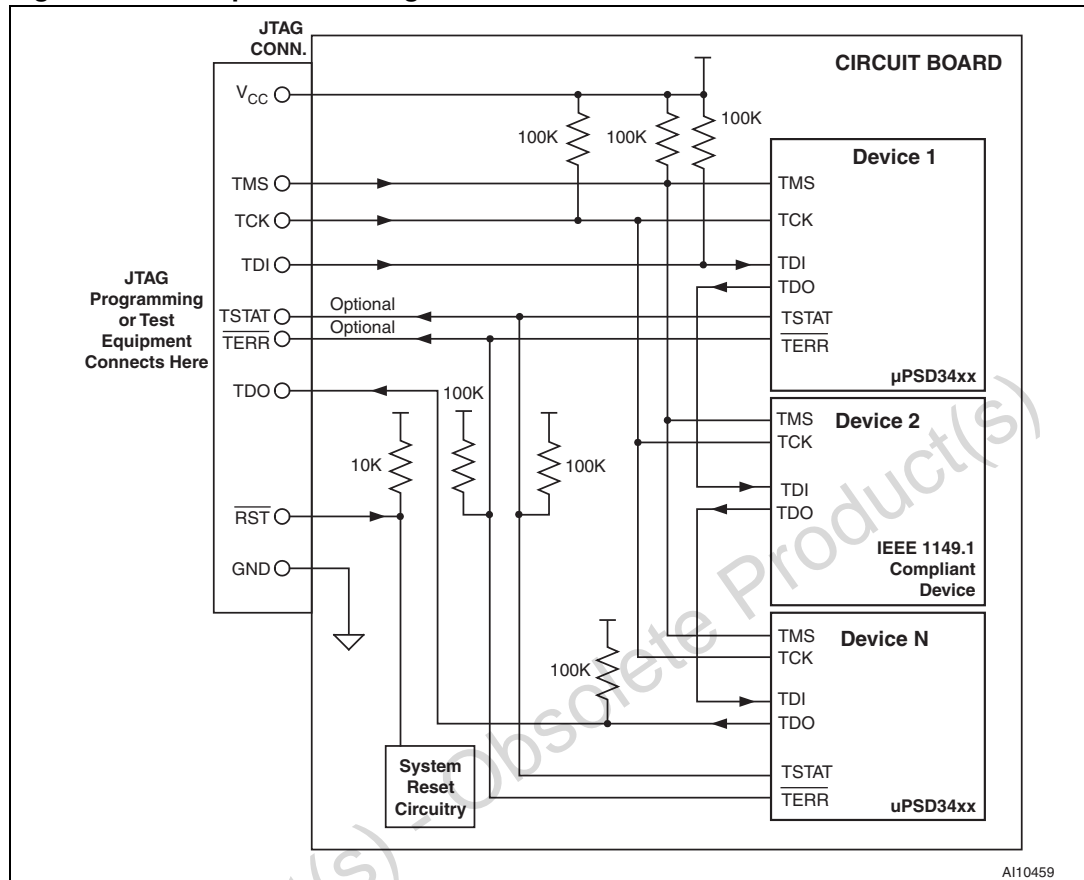 JTAG
CONN.
CIRCUIT BOARD
VCC
100K
100K
100K
Device 1
TMS
TMS
TCK
TCK
TDI
TDI
TDO
JTAG
Programming
or Test
Equipment
Connects Here
TSTAT
Optional
TSTAT
TERR
Optional
TERR
µPSD34xx
TDO
100K
TMS
Device 2
TCK
10K
100K
TDI
TDO
RST
IEEE 1149.1
Compliant
Device
GND
TMS
Device N
TCK
100K
TDI
TDO
System
Reset
Circuitry
TSTAT
TERR
uPSD34xx
AI10459
(s) - Obsolete Product(s)